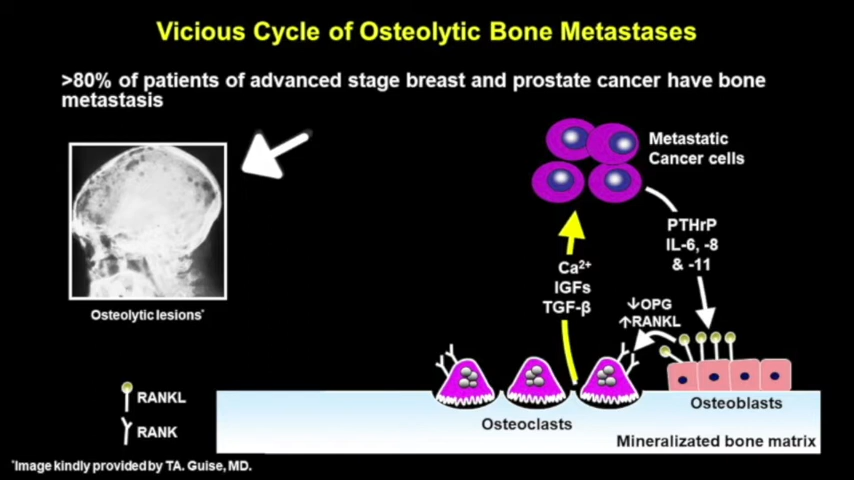 Vicious Cycle of Osteolytic Bone Metastases
>80% of patients of advanced stage breast and prostate cancer have bone
metastasis
Metastatic
Cancer cells
PTHrP
IL-6, -8
& -11
Ca²⁺
IGFs
TGF-β
↓OPG
↑RANKL
Osteolytic lesions*
RANKL
RANK
Osteoblasts
Osteoclasts
Mineralizated bone matrix
*Image kindly provided by TA. Guise, MD.